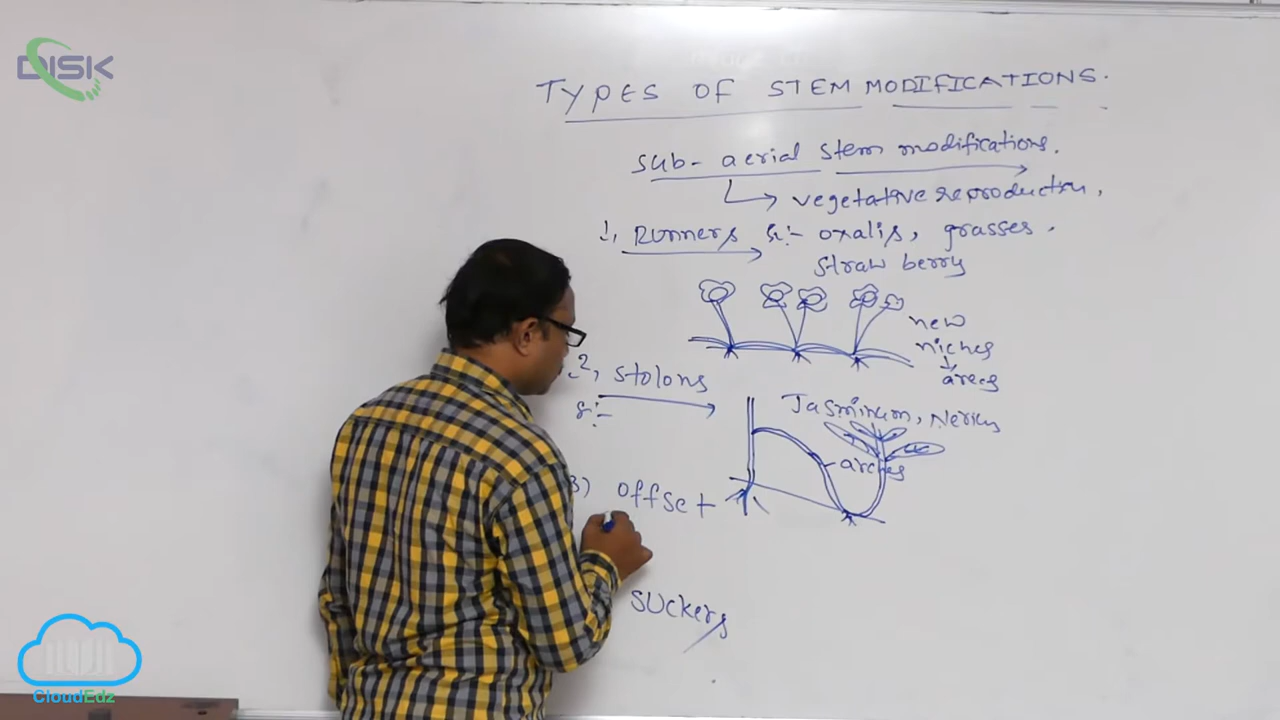 DISK
TYPES OF STEM MODIFICATIONS.
Sub-aerial stem modifications.
vegetative reproduction,
1, Runners Ex:- oxalis, grasses,
straw berry
new
niches
areas
2, stolons
Ex:-
Jasminum, Nerium
arches
3) offset
suckers
CloudEdz